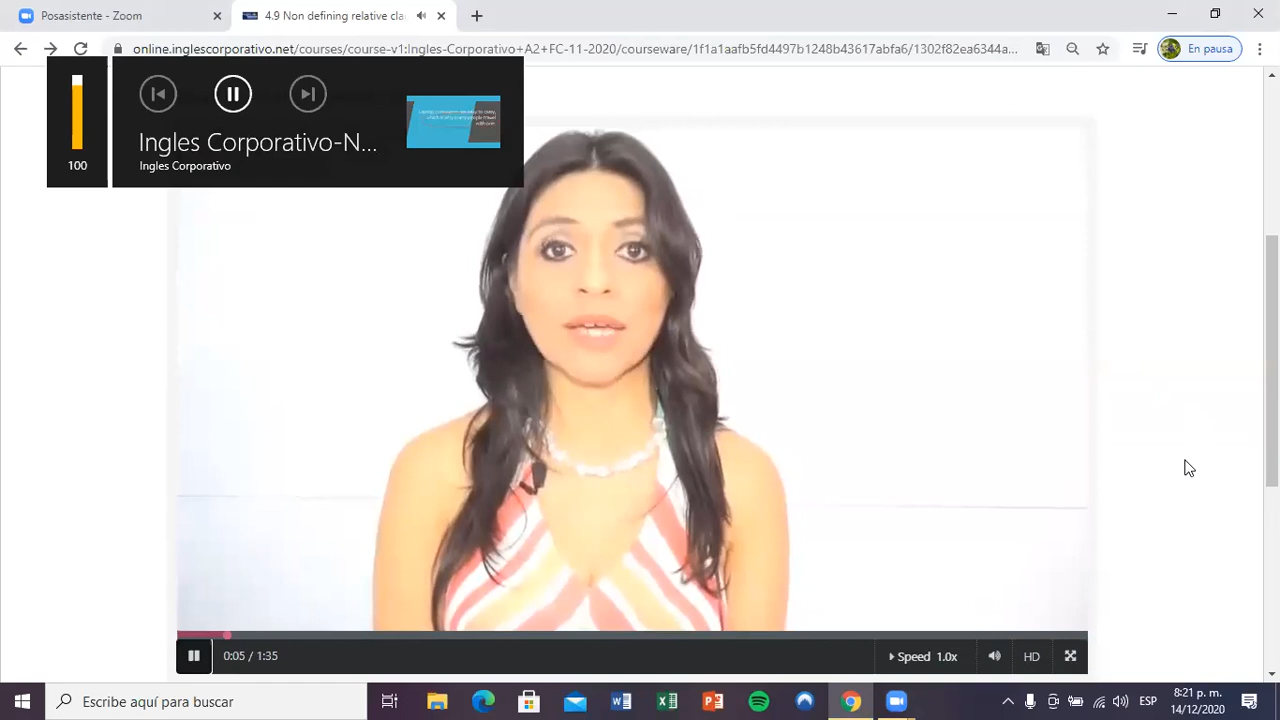 Posasistente - Zoom
4.9 Non defining relative cla
online.inglescorporativo.net/courses/course-v1:Ingles-Corporativo+A2+FC-11-2020/courseware/1f1a1aafb5fd4497b1248b43617abfa6/1302f82ea6344a...
En pausa
Ingles Corporativo-N...
100
Ingles Corporativo
0:05 / 1:35
Speed 1.0x
HD
Escribe aquí para buscar
ESP
8:21 p. m.
14/12/2020